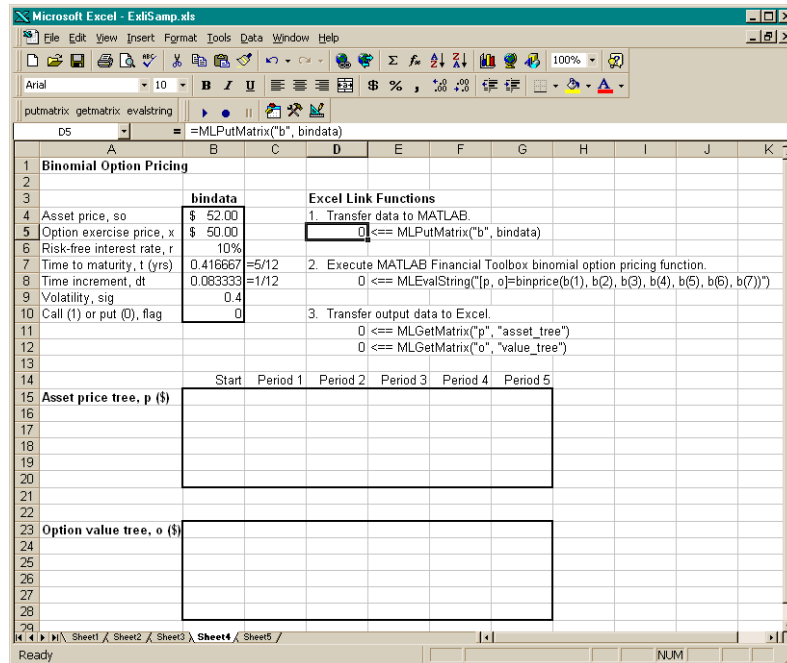 Microsoft Excel - ExliSamp.xls
File Edit View Insert Format Tools Data Window Help
100%
Arial 10 B I U $ % ,
putmatrix getmatrix evalstring
D5 = =MLPutMatrix("b", bindata)
A B C D E F G H I J K
1 Binomial Option Pricing
2
3 bindata Excel Link Functions
4 Asset price, so $ 52.00 1. Transfer data to MATLAB.
5 Option exercise price, x $ 50.00 0 <== MLPutMatrix("b", bindata)
6 Risk-free interest rate, r 10%
7 Time to maturity, t (yrs) 0.416667 =5/12 2. Execute MATLAB Financial Toolbox binomial option pricing function.
8 Time increment, dt 0.083333 =1/12 0 <== MLEvalString("[p, o]=binprice(b(1), b(2), b(3), b(4), b(5), b(6), b(7))")
9 Volatility, sig 0.4
10 Call (1) or put (0), flag 0 3. Transfer output data to Excel.
11 0 <== MLGetMatrix("p", "asset_tree")
12 0 <== MLGetMatrix("o", "value_tree")
13
14 Start Period 1 Period 2 Period 3 Period 4 Period 5
15 Asset price tree, p ($)
16
17
18
19
20
21
22
23 Option value tree, o ($)
24
25
26
27
28
29
Sheet1 Sheet2 Sheet3 Sheet4 Sheet5
Ready NUM